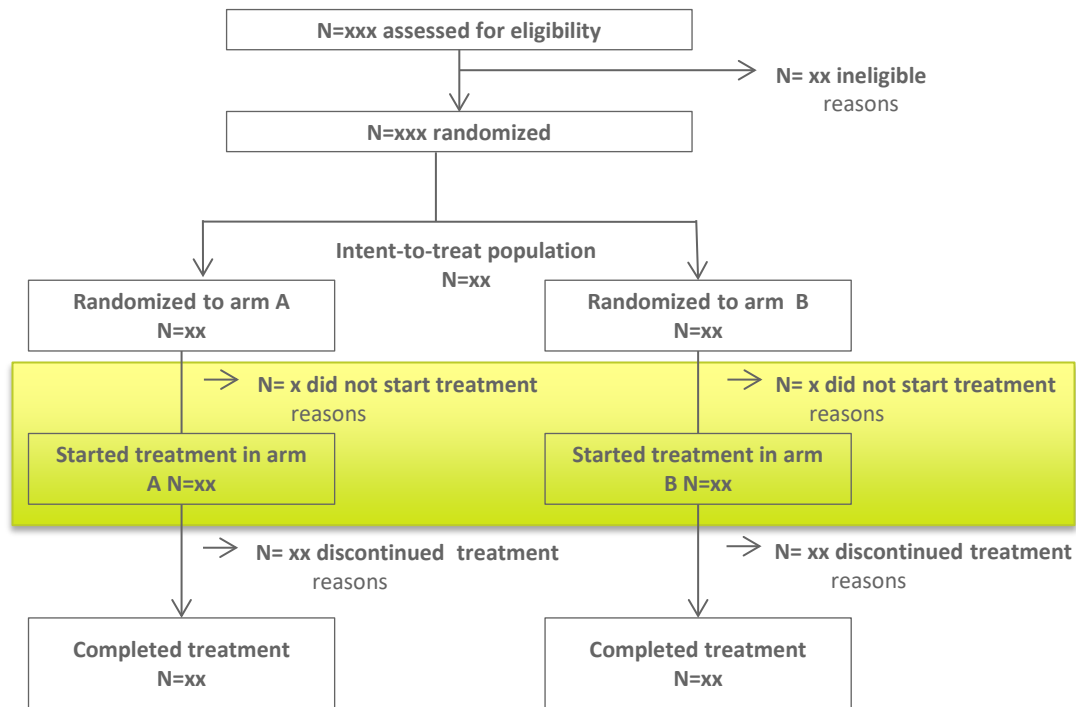 N=xxx assessed for eligibility
N= xx ineligible
reasons
N=xxx randomized
Intent-to-treat population
N=xx
Randomized to arm A
N=xx
Randomized to arm B
N=xx
N= x did not start treatment
reasons
N= x did not start treatment
reasons
Started treatment in arm
A N=xx
Started treatment in arm
B N=xx
N= xx discontinued treatment
reasons
N= xx discontinued treatment
reasons
Completed treatment
N=xx
Completed treatment
N=xx